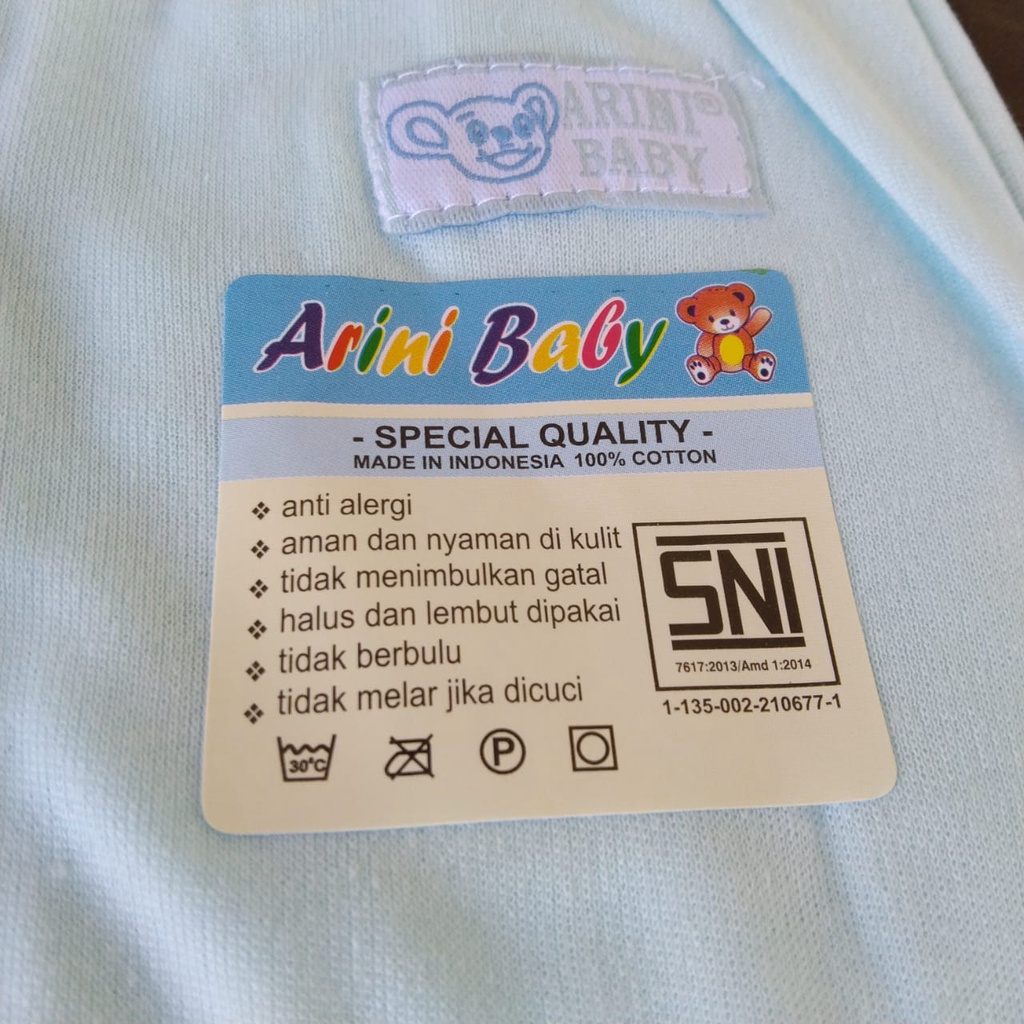 ARINI®
BABY
Arini Baby
- SPECIAL QUALITY -
MADE IN INDONESIA 100% COTTON
❖ anti alergi
❖ aman dan nyaman di kulit
❖ tidak menimbulkan gatal
❖ halus dan lembut dipakai
❖ tidak berbulu
❖ tidak melar jika dicuci
SNI
7617:2013/Amd 1:2014
1-135-002-210677-1
30°C
P